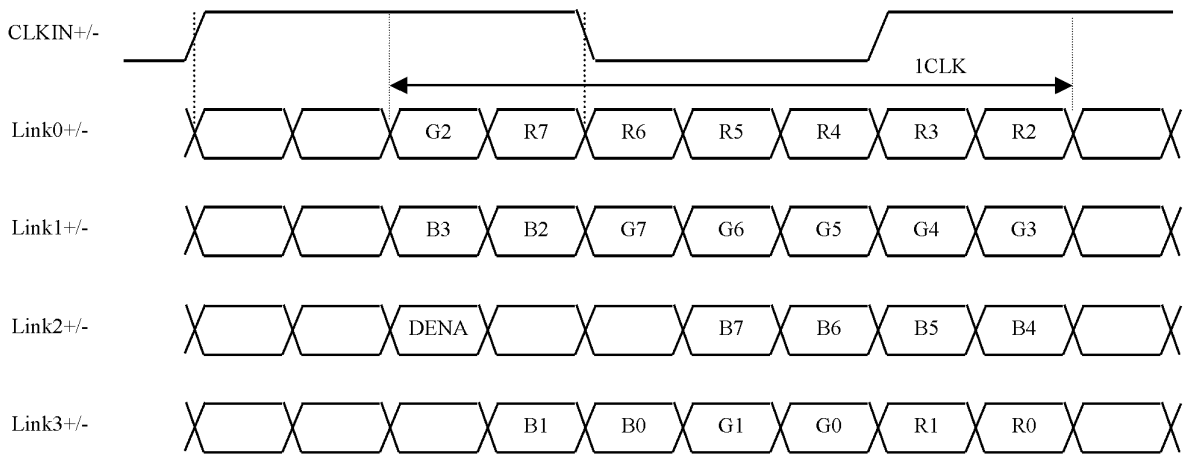 CLKIN+/-
1CLK
Link0+/- G2 R7 R6 R5 R4 R3 R2
Link1+/- B3 B2 G7 G6 G5 G4 G3
Link2+/- DENA B7 B6 B5 B4
Link3+/- B1 B0 G1 G0 R1 R0